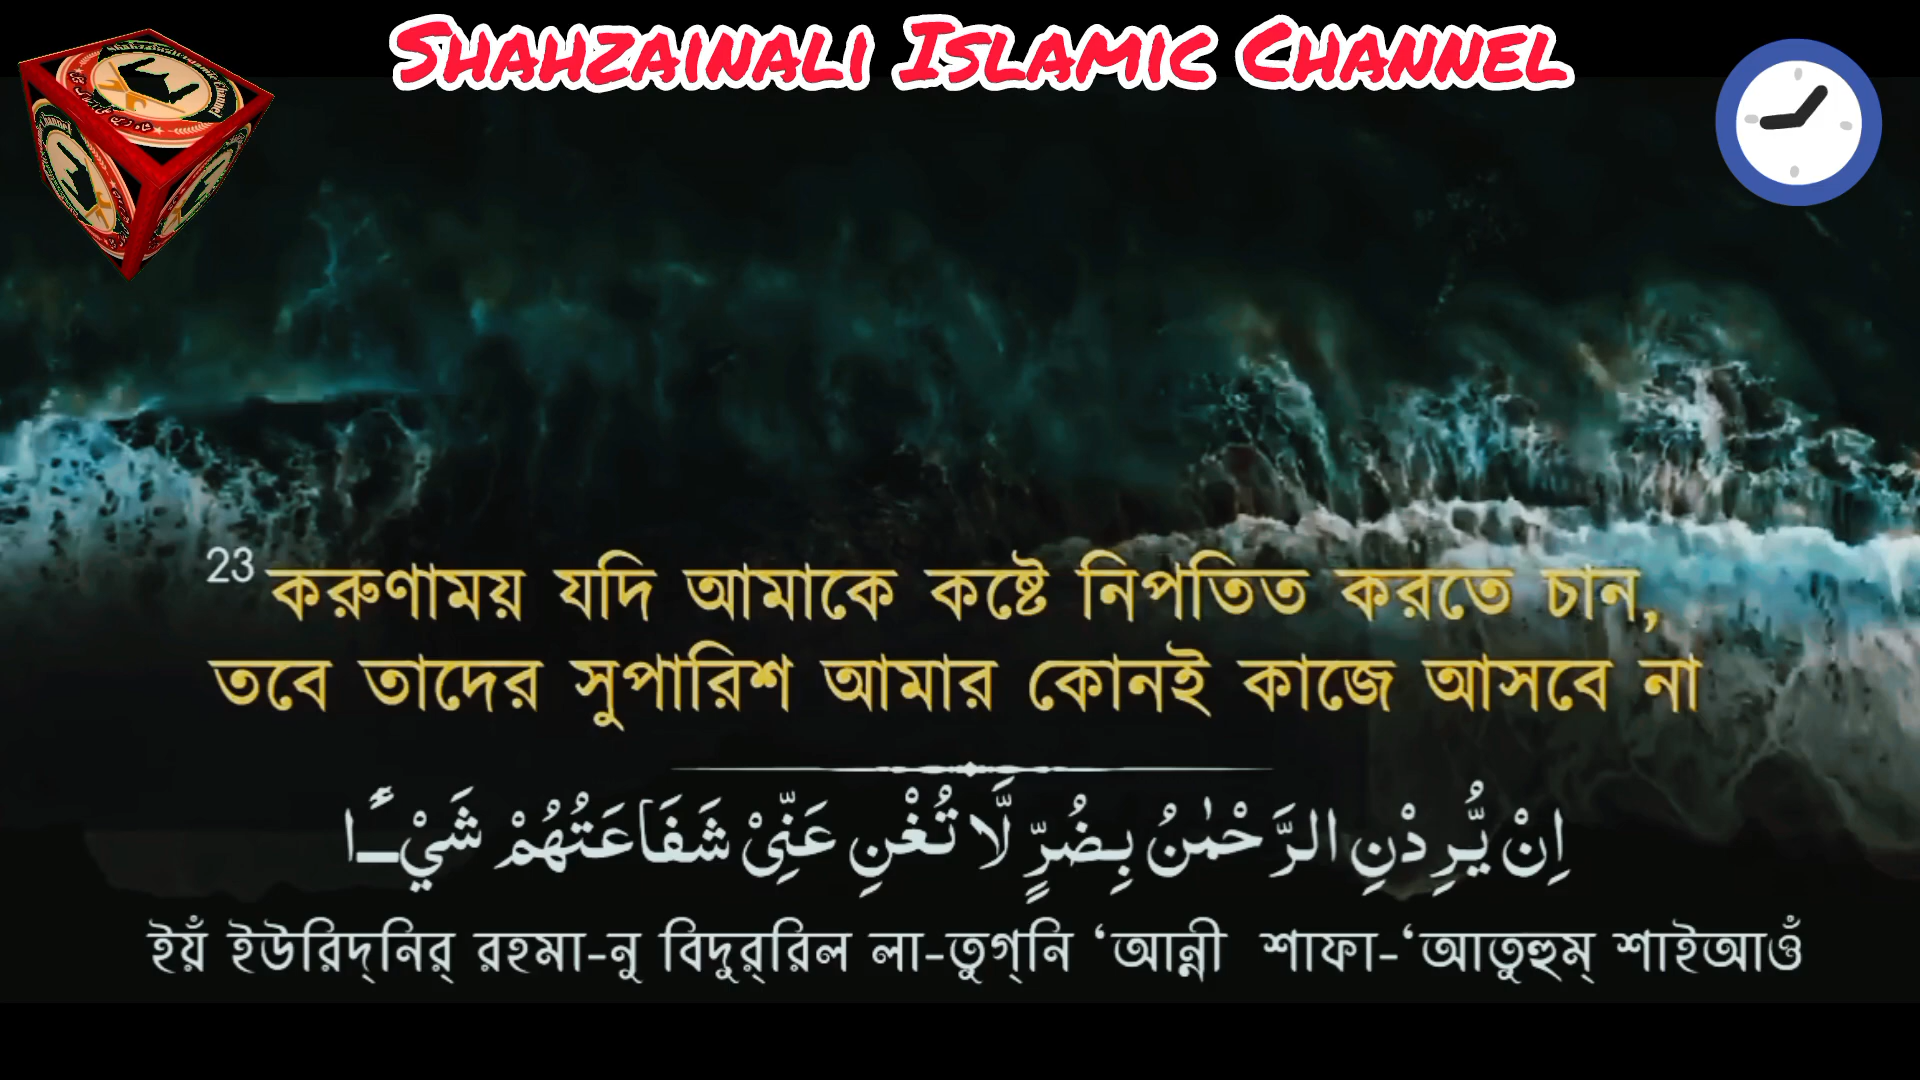 SHAHZAINALI ISLAMIC CHANNEL
23 করুণাময় যদি আমাকে কষ্টে নিপতিত করতে চান,
তবে তাদের সুপারিশ আমার কোনই কাজে আসবে না
اِنْ يُّرِدْنِ الرَّحْمٰنُ بِضُرٍّ لَّا تُغْنِ عَنِّىْ شَفَاعَتُهُمْ شَيْـًٔا
ইয়ঁ ইউরিদ্‌নির্ রহমা-নু বিদুর্‌রিল লা-তুগ্‌নি ‘আন্নী শাফা-‘আতুহুম্ শাইআওঁ